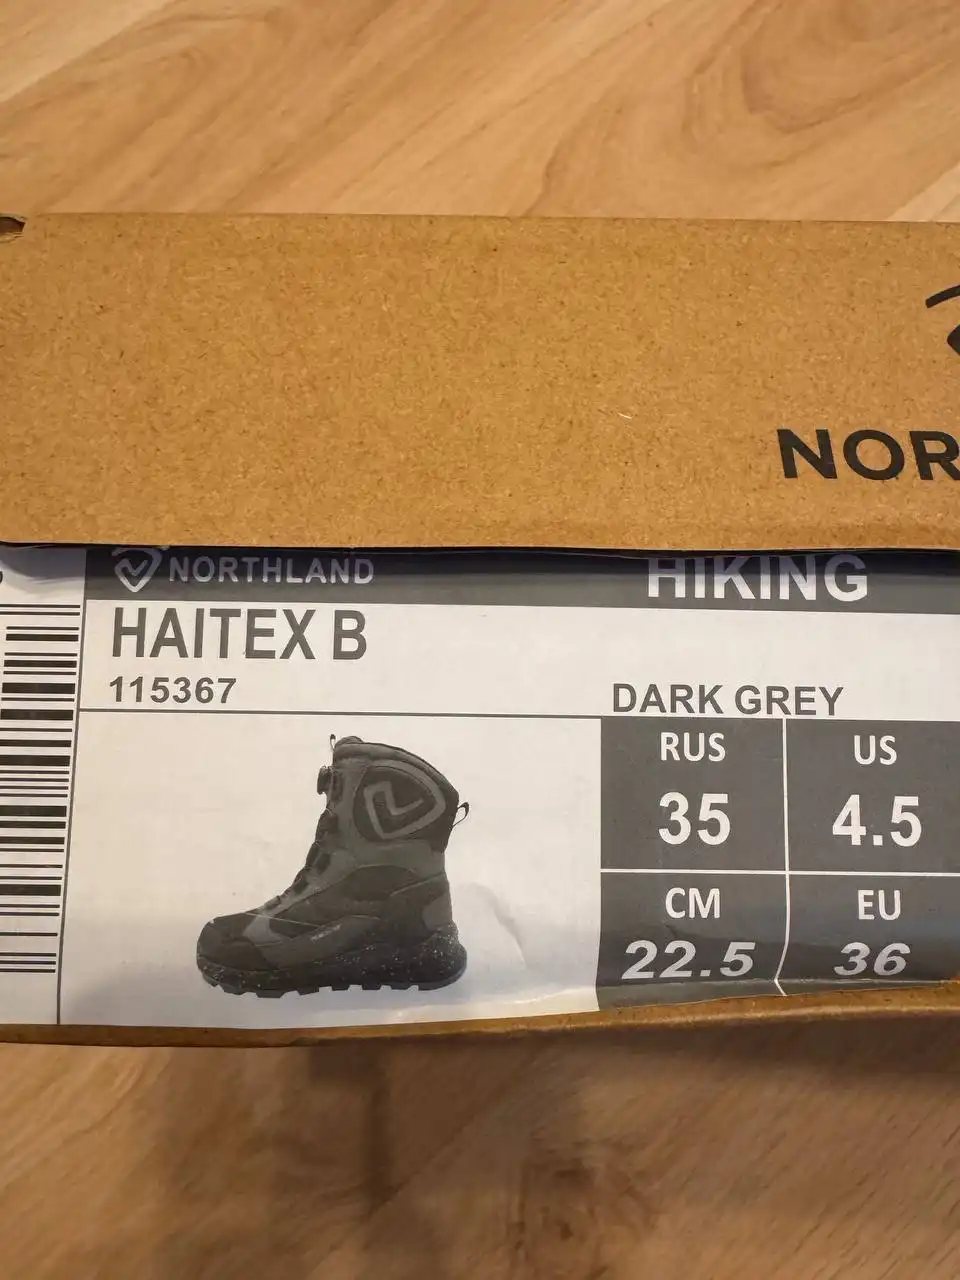 NOR
NORTHLAND
HIKING
HAITEX B
115367
DARK GREY
RUS
US
35
4.5
CM
EU
22.5
36